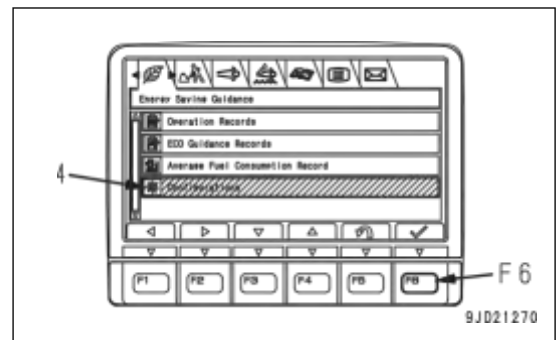 Energy Saving Guidance
Operation Records
ECO Guidance Records
Average Fuel Consumption Record
4
Configurations
F1 F2 F3 F4 F5 F6
F6
9JD21270